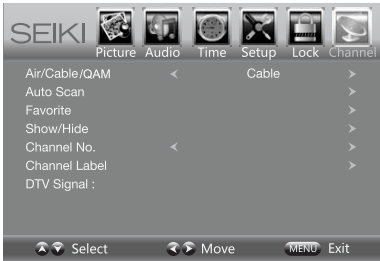 SEIKI
Picture Audio Time Setup Lock Channel
Air/Cable/QAM Cable
Auto Scan
Favorite
Show/Hide
Channel No.
Channel Label
DTV Signal :
Select Move MENU Exit